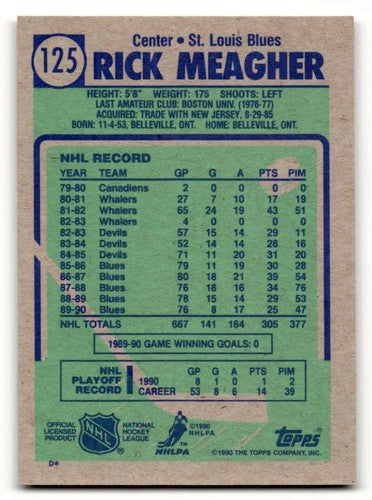 125
Center • St. Louis Blues
RICK MEAGHER
HEIGHT: 5'8" WEIGHT: 175 SHOOTS: LEFT
LAST AMATEUR CLUB: BOSTON UNIV. (1976-77)
ACQUIRED: TRADE WITH NEW JERSEY, 8-29-85
BORN: 11-4-53, BELLEVILLE, ONT. HOME: BELLEVILLE, ONT.
NHL RECORD
YEAR TEAM GP G A PTS PIM
79-80 Canadiens 2 0 0 0 0
80-81 Whalers 27 7 10 17 19
81-82 Whalers 65 24 19 43 51
82-83 Whalers 4 0 0 0 0
82-83 Devils 57 15 14 29 11
83-84 Devils 52 14 14 28 16
84-85 Devils 71 11 20 31 20
85-86 Blues 79 11 19 30 28
86-87 Blues 80 18 21 39 54
87-88 Blues 76 18 16 34 76
88-89 Blues 78 15 14 29 53
89-90 Blues 76 8 17 25 47
NHL TOTALS 667 141 164 305 377
1989-90 GAME WINNING GOALS: 0
NHL PLAYOFF RECORD
GP G A PTS PIM
1990 8 1 0 1 2
CAREER 53 8 6 14 39
OFFICIAL LICENSED PRODUCT
NHL
NATIONAL HOCKEY LEAGUE
©1990 NHLPA
NHLPA
TOPPS
©1990 THE TOPPS COMPANY, INC.
D*